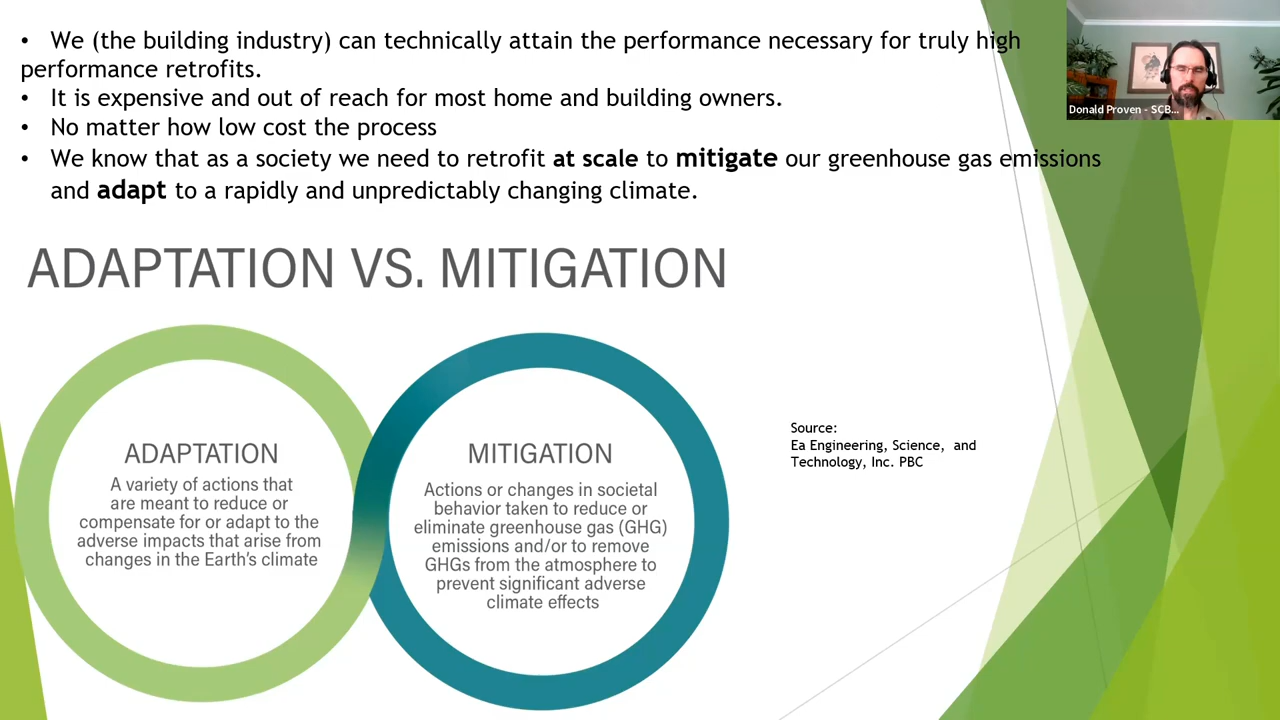 • We (the building industry) can technically attain the performance necessary for truly high
performance retrofits.
• It is expensive and out of reach for most home and building owners.
• No matter how low cost the process
• We know that as a society we need to retrofit at scale to mitigate our greenhouse gas emissions
and adapt to a rapidly and unpredictably changing climate.
Donald Proven - SCB...
ADAPTATION VS. MITIGATION
ADAPTATION
A variety of actions that
are meant to reduce or
compensate for or adapt to the
adverse impacts that arise from
changes in the Earth's climate
MITIGATION
Actions or changes in societal
behavior taken to reduce or
eliminate greenhouse gas (GHG)
emissions and/or to remove
GHGs from the atmosphere to
prevent significant adverse
climate effects
Source:
Ea Engineering, Science, and
Technology, Inc. PBC